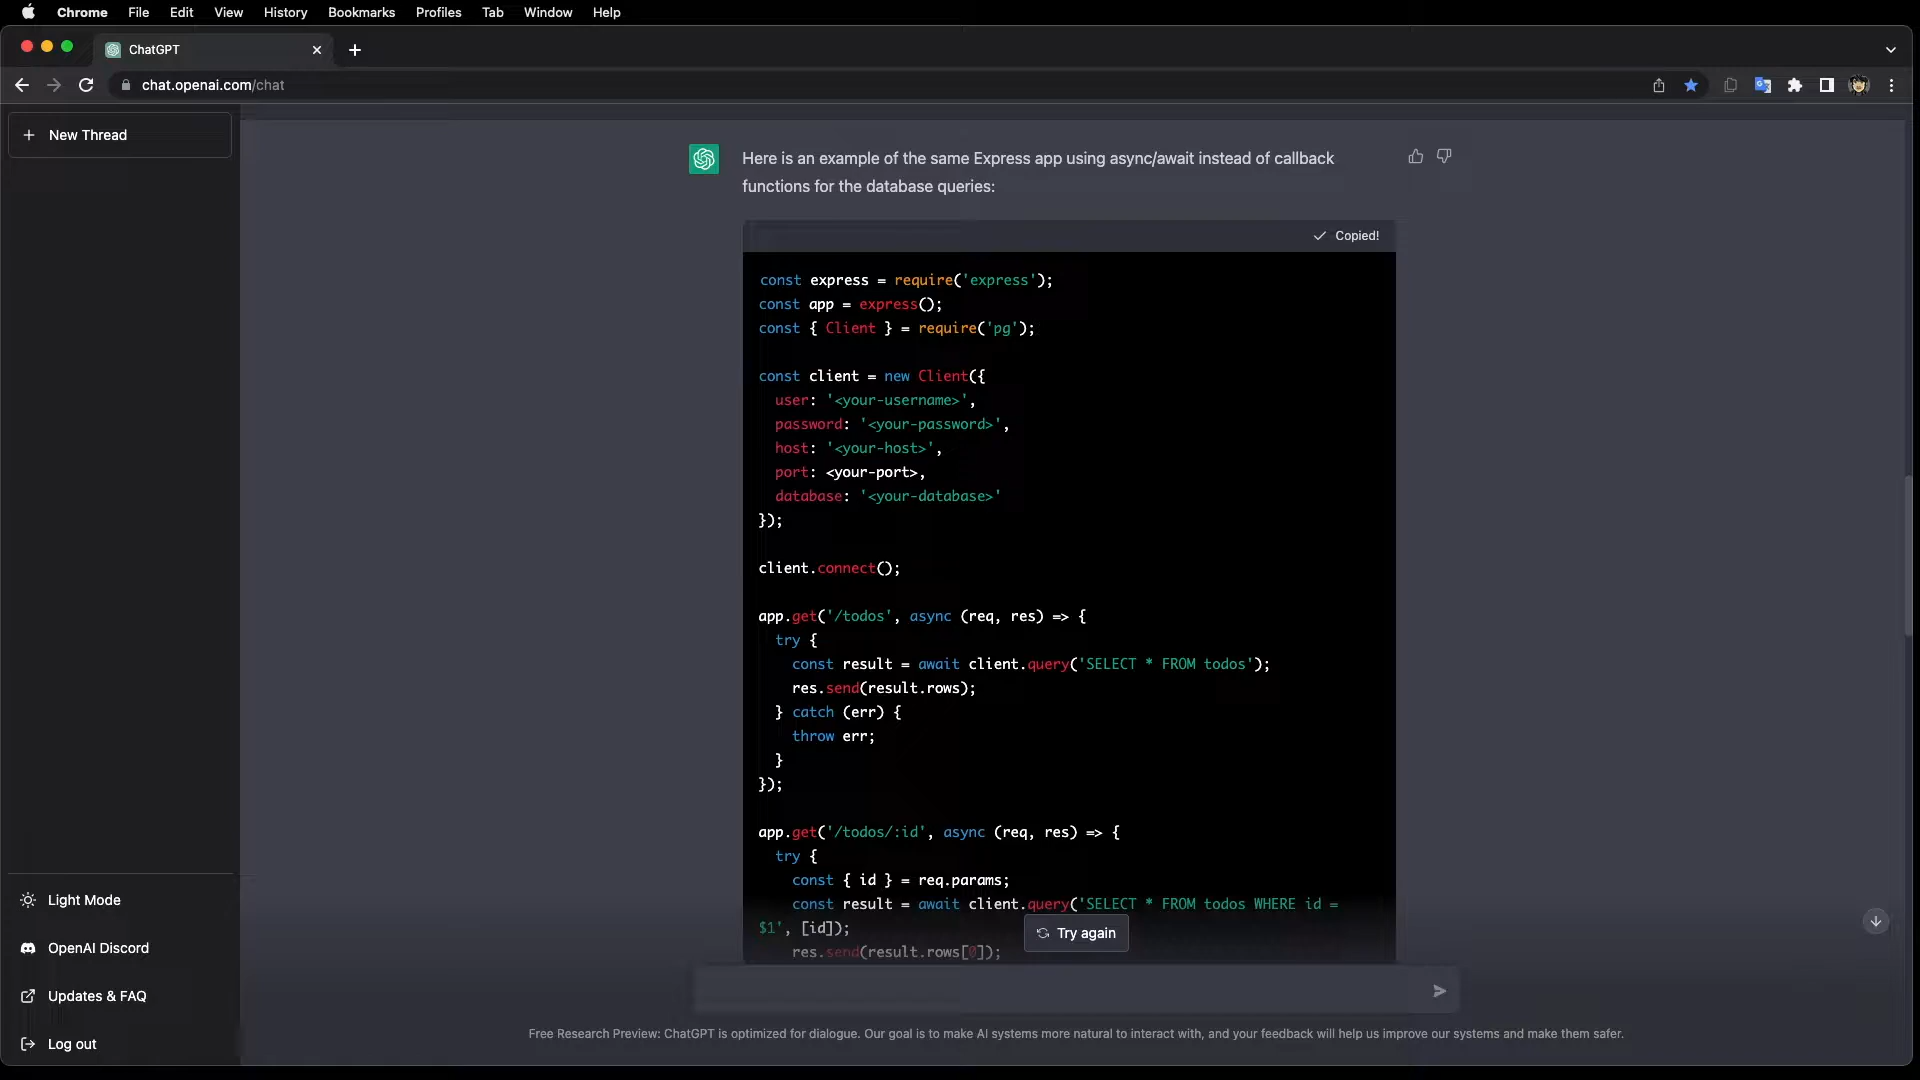 Chrome File Edit View History Bookmarks Profiles Tab Window Help
ChatGPT
chat.openai.com/chat
New Thread
Here is an example of the same Express app using async/await instead of callback
functions for the database queries:
Copied!
const express = require('express');
const app = express();
const { Client } = require('pg');
const client = new Client({
  user: '<your-username>',
  password: '<your-password>',
  host: '<your-host>',
  port: <your-port>,
  database: '<your-database>'
});
client.connect();
app.get('/todos', async (req, res) => {
  try {
    const result = await client.query('SELECT * FROM todos');
    res.send(result.rows);
  } catch (err) {
    throw err;
  }
});
app.get('/todos/:id', async (req, res) => {
  try {
    const { id } = req.params;
    const result = await client.query('SELECT * FROM todos WHERE id =
$1', [id]);
    res.send(result.rows[0]);
Try again
Light Mode
OpenAI Discord
Updates & FAQ
Log out
Free Research Preview: ChatGPT is optimized for dialogue. Our goal is to make AI systems more natural to interact with, and your feedback will help us improve our systems and make them safer.